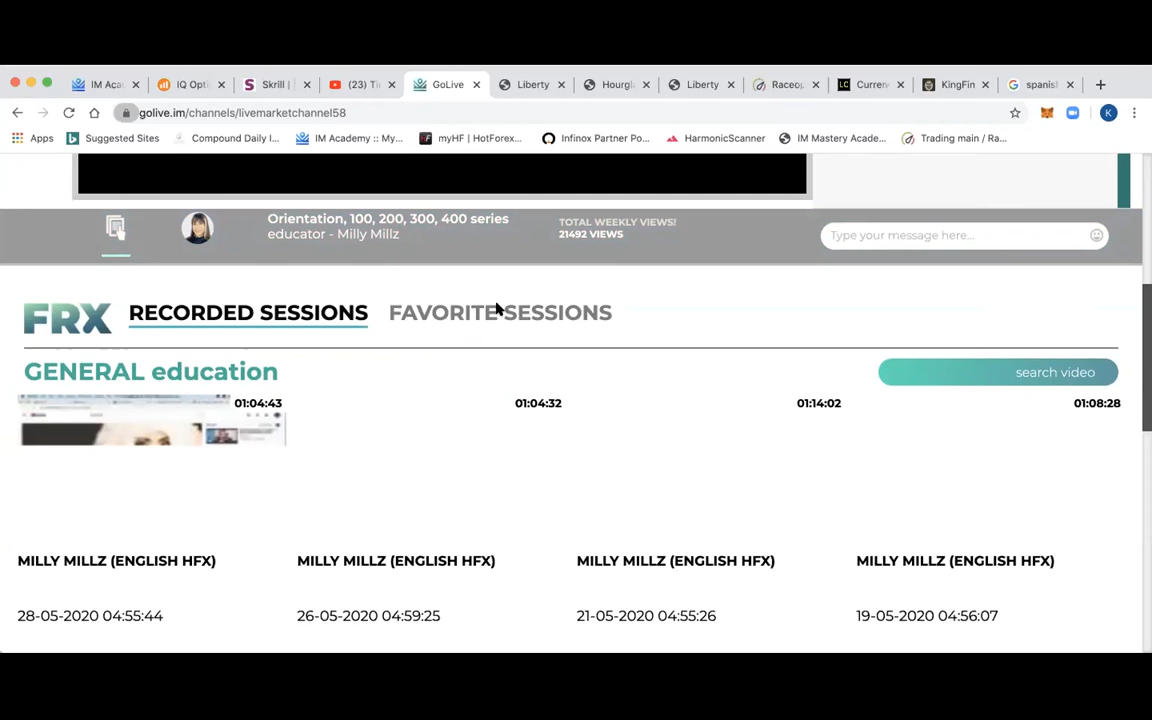 IM Aca
IQ Opti
Skrill |
(23) Ti
GoLive
Liberty
Hourgl
Liberty
Raceo
Curren
KingFin
spanis
golive.im/channels/livemarketchannel58
K
Apps
Suggested Sites
Compound Daily I...
IM Academy :: My...
myHF | HotForex...
Infinox Partner Po...
HarmonicScanner
IM Mastery Acade...
Trading main / Ra...
Orientation, 100, 200, 300, 400 series
educator - Milly Millz
TOTAL WEEKLY VIEWS!
21492 VIEWS
Type your message here...
FRX RECORDED SESSIONS FAVORITE SESSIONS
GENERAL education
search video
01:04:43 01:04:32 01:14:02 01:08:28
MILLY MILLZ (ENGLISH HFX) MILLY MILLZ (ENGLISH HFX) MILLY MILLZ (ENGLISH HFX) MILLY MILLZ (ENGLISH HFX)
28-05-2020 04:55:44 26-05-2020 04:59:25 21-05-2020 04:55:26 19-05-2020 04:56:07